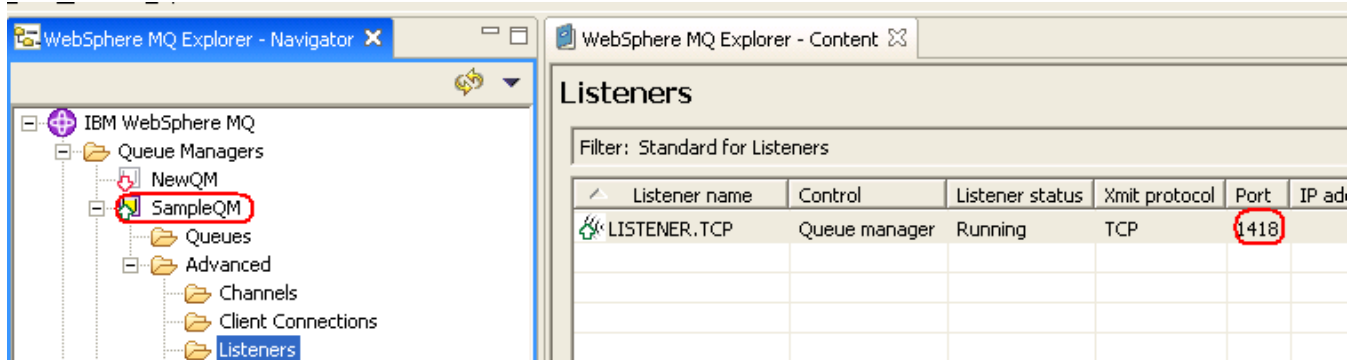 WebSphere MQ Explorer - Navigator
IBM WebSphere MQ
Queue Managers
NewQM
SampleQM
Queues
Advanced
Channels
Client Connections
Listeners
WebSphere MQ Explorer - Content
Listeners
Filter: Standard for Listeners
Listener name Control Listener status Xmit protocol Port IP ad
LISTENER.TCP Queue manager Running TCP 1418